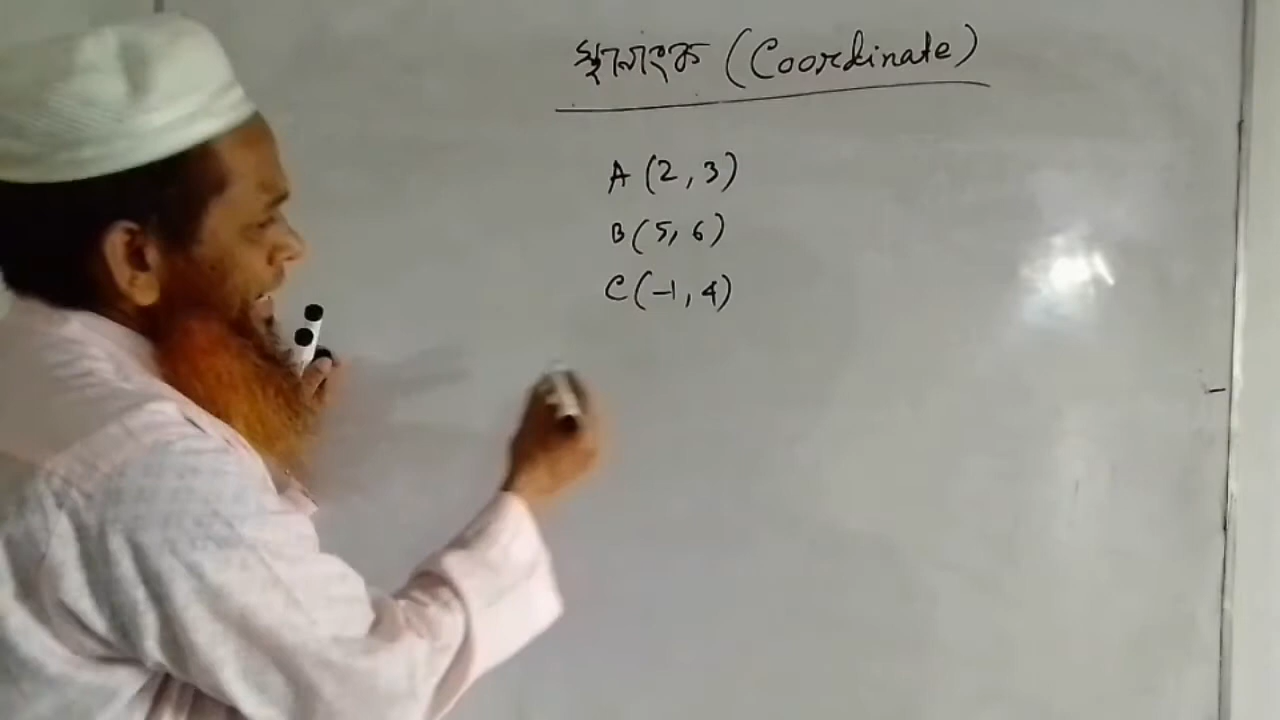 স্থানাংক (Coordinate)
A (2, 3)
B (5, 6)
C (-1, 4)